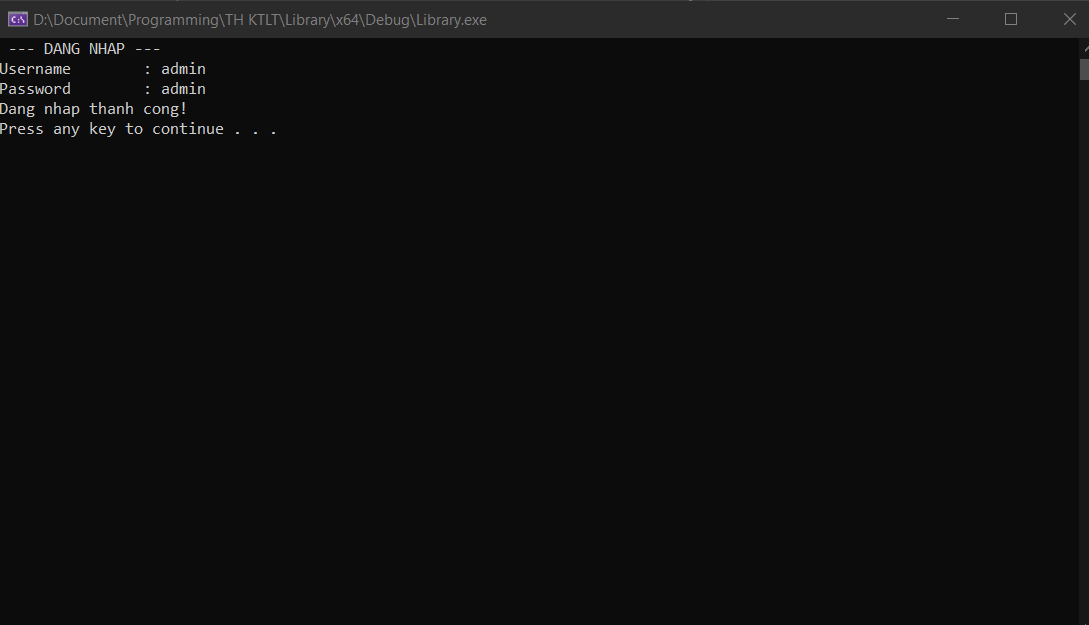 D:\Document\Programming\TH KTLT\Library\x64\Debug\Library.exe
--- DANG NHAP ---
Username        : admin
Password        : admin
Dang nhap thanh cong!
Press any key to continue . . .